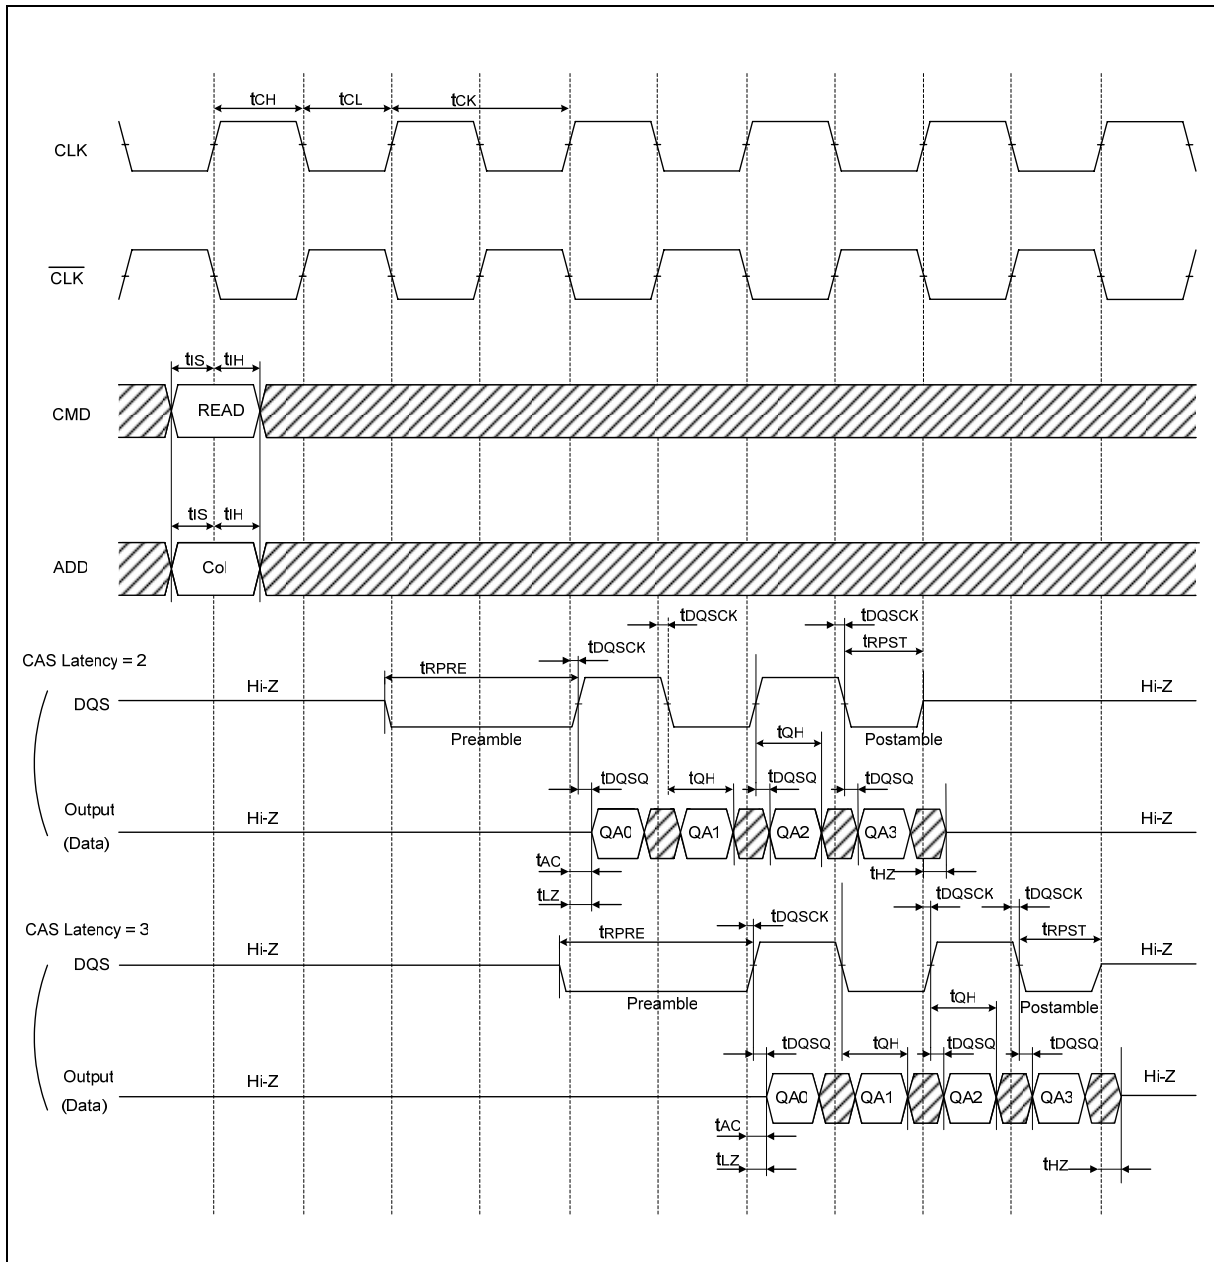 tCH tCL tCK
CLK
CLK
tIS tIH
CMD READ
tIS tIH
ADD Col
tDQSCK tDQSCK
tDQSCK tRPST
CAS Latency = 2
tRPRE
Hi-Z Hi-Z
DQS
Preamble Postamble
tQH
tDQSQ tQH tDQSQ tDQSQ
Output
(Data)
Hi-Z QA0 QA1 QA2 QA3 Hi-Z
tAC
tHZ
tLZ
tDQSCK tDQSCK
tDQSCK
CAS Latency = 3
tRPRE tRPST
Hi-Z Hi-Z
DQS
Preamble Postamble
tQH
tDQSQ tQH tDQSQ tDQSQ
Output
(Data)
Hi-Z QA0 QA1 QA2 QA3 Hi-Z
tAC
tLZ tHZ